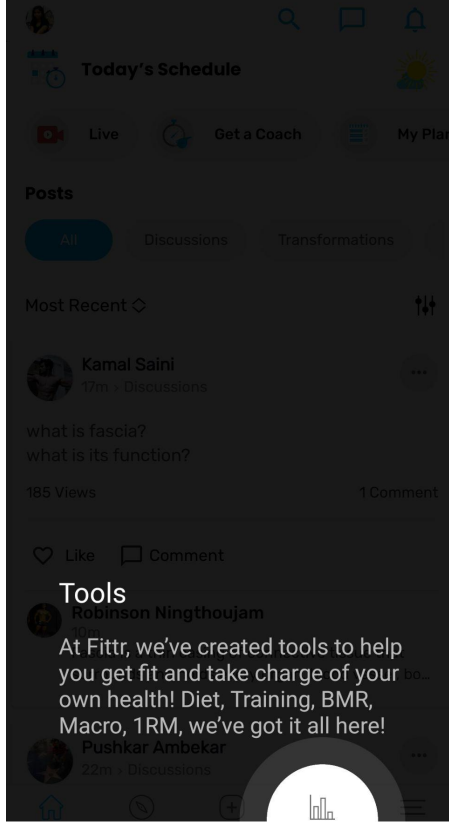 Today's Schedule
Live
Get a Coach
My Plan
Posts
All
Discussions
Transformations
Most Recent
Kamal Saini
17m > Discussions
what is fascia?
what is its function?
185 Views
1 Comment
Like
Comment
Tools
Robinson Ningthoujam
10m
At Fittr, we've created tools to help
you get fit and take charge of your
own health! Diet, Training, BMR,
Macro, 1RM, we've got it all here!
Pushkar Ambekar
22m > Discussions